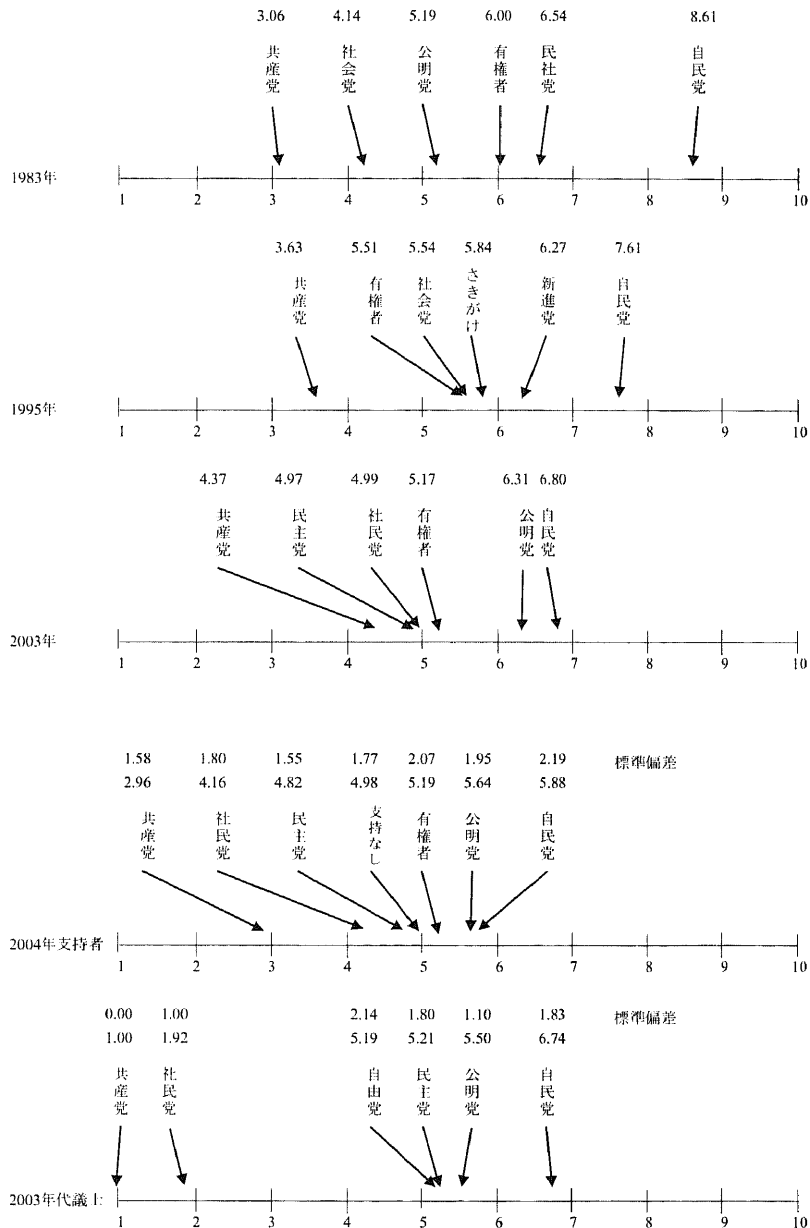 3.06 4.14 5.19 6.00 6.54 8.61
共産党 社会党 公明党 有権者 民社党 自民党
1983年
1 2 3 4 5 6 7 8 9 10
3.63 5.51 5.54 5.84 6.27 7.61
共産党 有権者 社会党 さきがけ 新進党 自民党
1995年
1 2 3 4 5 6 7 8 9 10
4.37 4.97 4.99 5.17 6.31 6.80
共産党 民主党 社民党 有権者 公明党 自民党
2003年
1 2 3 4 5 6 7 8 9 10
1.58 1.80 1.55 1.77 2.07 1.95 2.19 標準偏差
2.96 4.16 4.82 4.98 5.19 5.64 5.88
共産党 社民党 民主党 支持なし 有権者 公明党 自民党
2004年支持者
1 2 3 4 5 6 7 8 9 10
0.00 1.00 2.14 1.80 1.10 1.83 標準偏差
1.00 1.92 5.19 5.21 5.50 6.74
共産党 社民党 自由党 民主党 公明党 自民党
2003年代議士
1 2 3 4 5 6 7 8 9 10